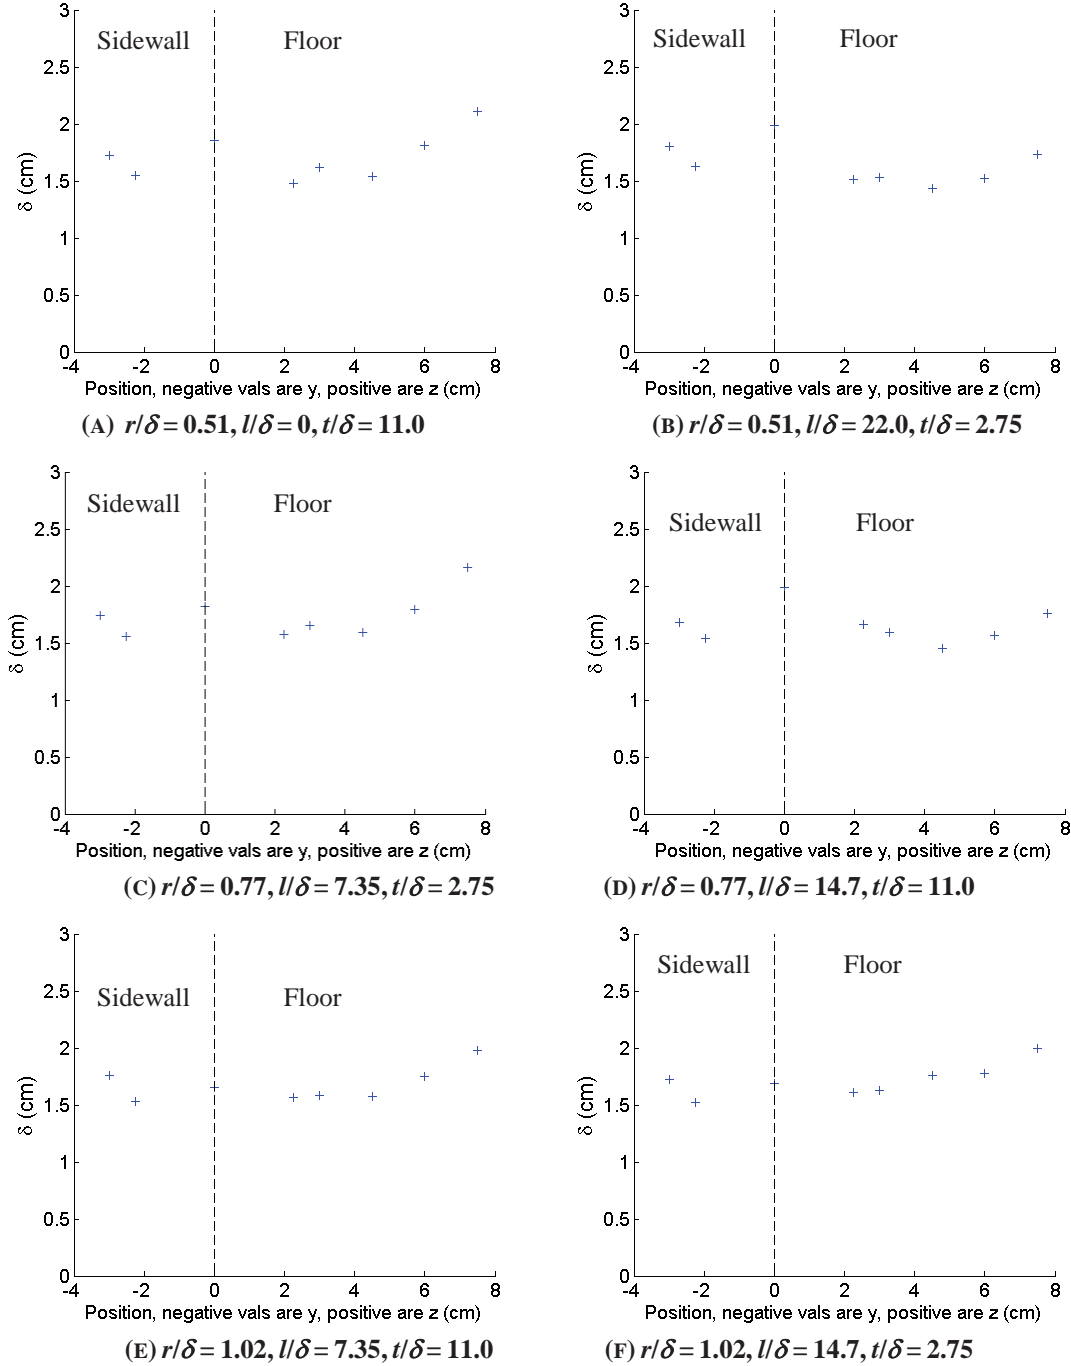 3
2.5
2
1.5
1
0.5
0
δ (cm)
Sidewall
Floor
-4 -2 0 2 4 6 8
Position, negative vals are y, positive are z (cm)
(A) r/δ = 0.51, l/δ = 0, t/δ = 11.0
3
2.5
2
1.5
1
0.5
0
δ (cm)
Sidewall
Floor
-4 -2 0 2 4 6 8
Position, negative vals are y, positive are z (cm)
(B) r/δ = 0.51, l/δ = 22.0, t/δ = 2.75
3
2.5
2
1.5
1
0.5
0
δ (cm)
Sidewall
Floor
-4 -2 0 2 4 6 8
Position, negative vals are y, positive are z (cm)
(C) r/δ = 0.77, l/δ = 7.35, t/δ = 2.75
3
2.5
2
1.5
1
0.5
0
δ (cm)
Sidewall
Floor
-4 -2 0 2 4 6 8
Position, negative vals are y, positive are z (cm)
(D) r/δ = 0.77, l/δ = 14.7, t/δ = 11.0
3
2.5
2
1.5
1
0.5
0
δ (cm)
Sidewall
Floor
-4 -2 0 2 4 6 8
Position, negative vals are y, positive are z (cm)
(E) r/δ = 1.02, l/δ = 7.35, t/δ = 11.0
3
2.5
2
1.5
1
0.5
0
δ (cm)
Sidewall
Floor
-4 -2 0 2 4 6 8
Position, negative vals are y, positive are z (cm)
(F) r/δ = 1.02, l/δ = 14.7, t/δ = 2.75